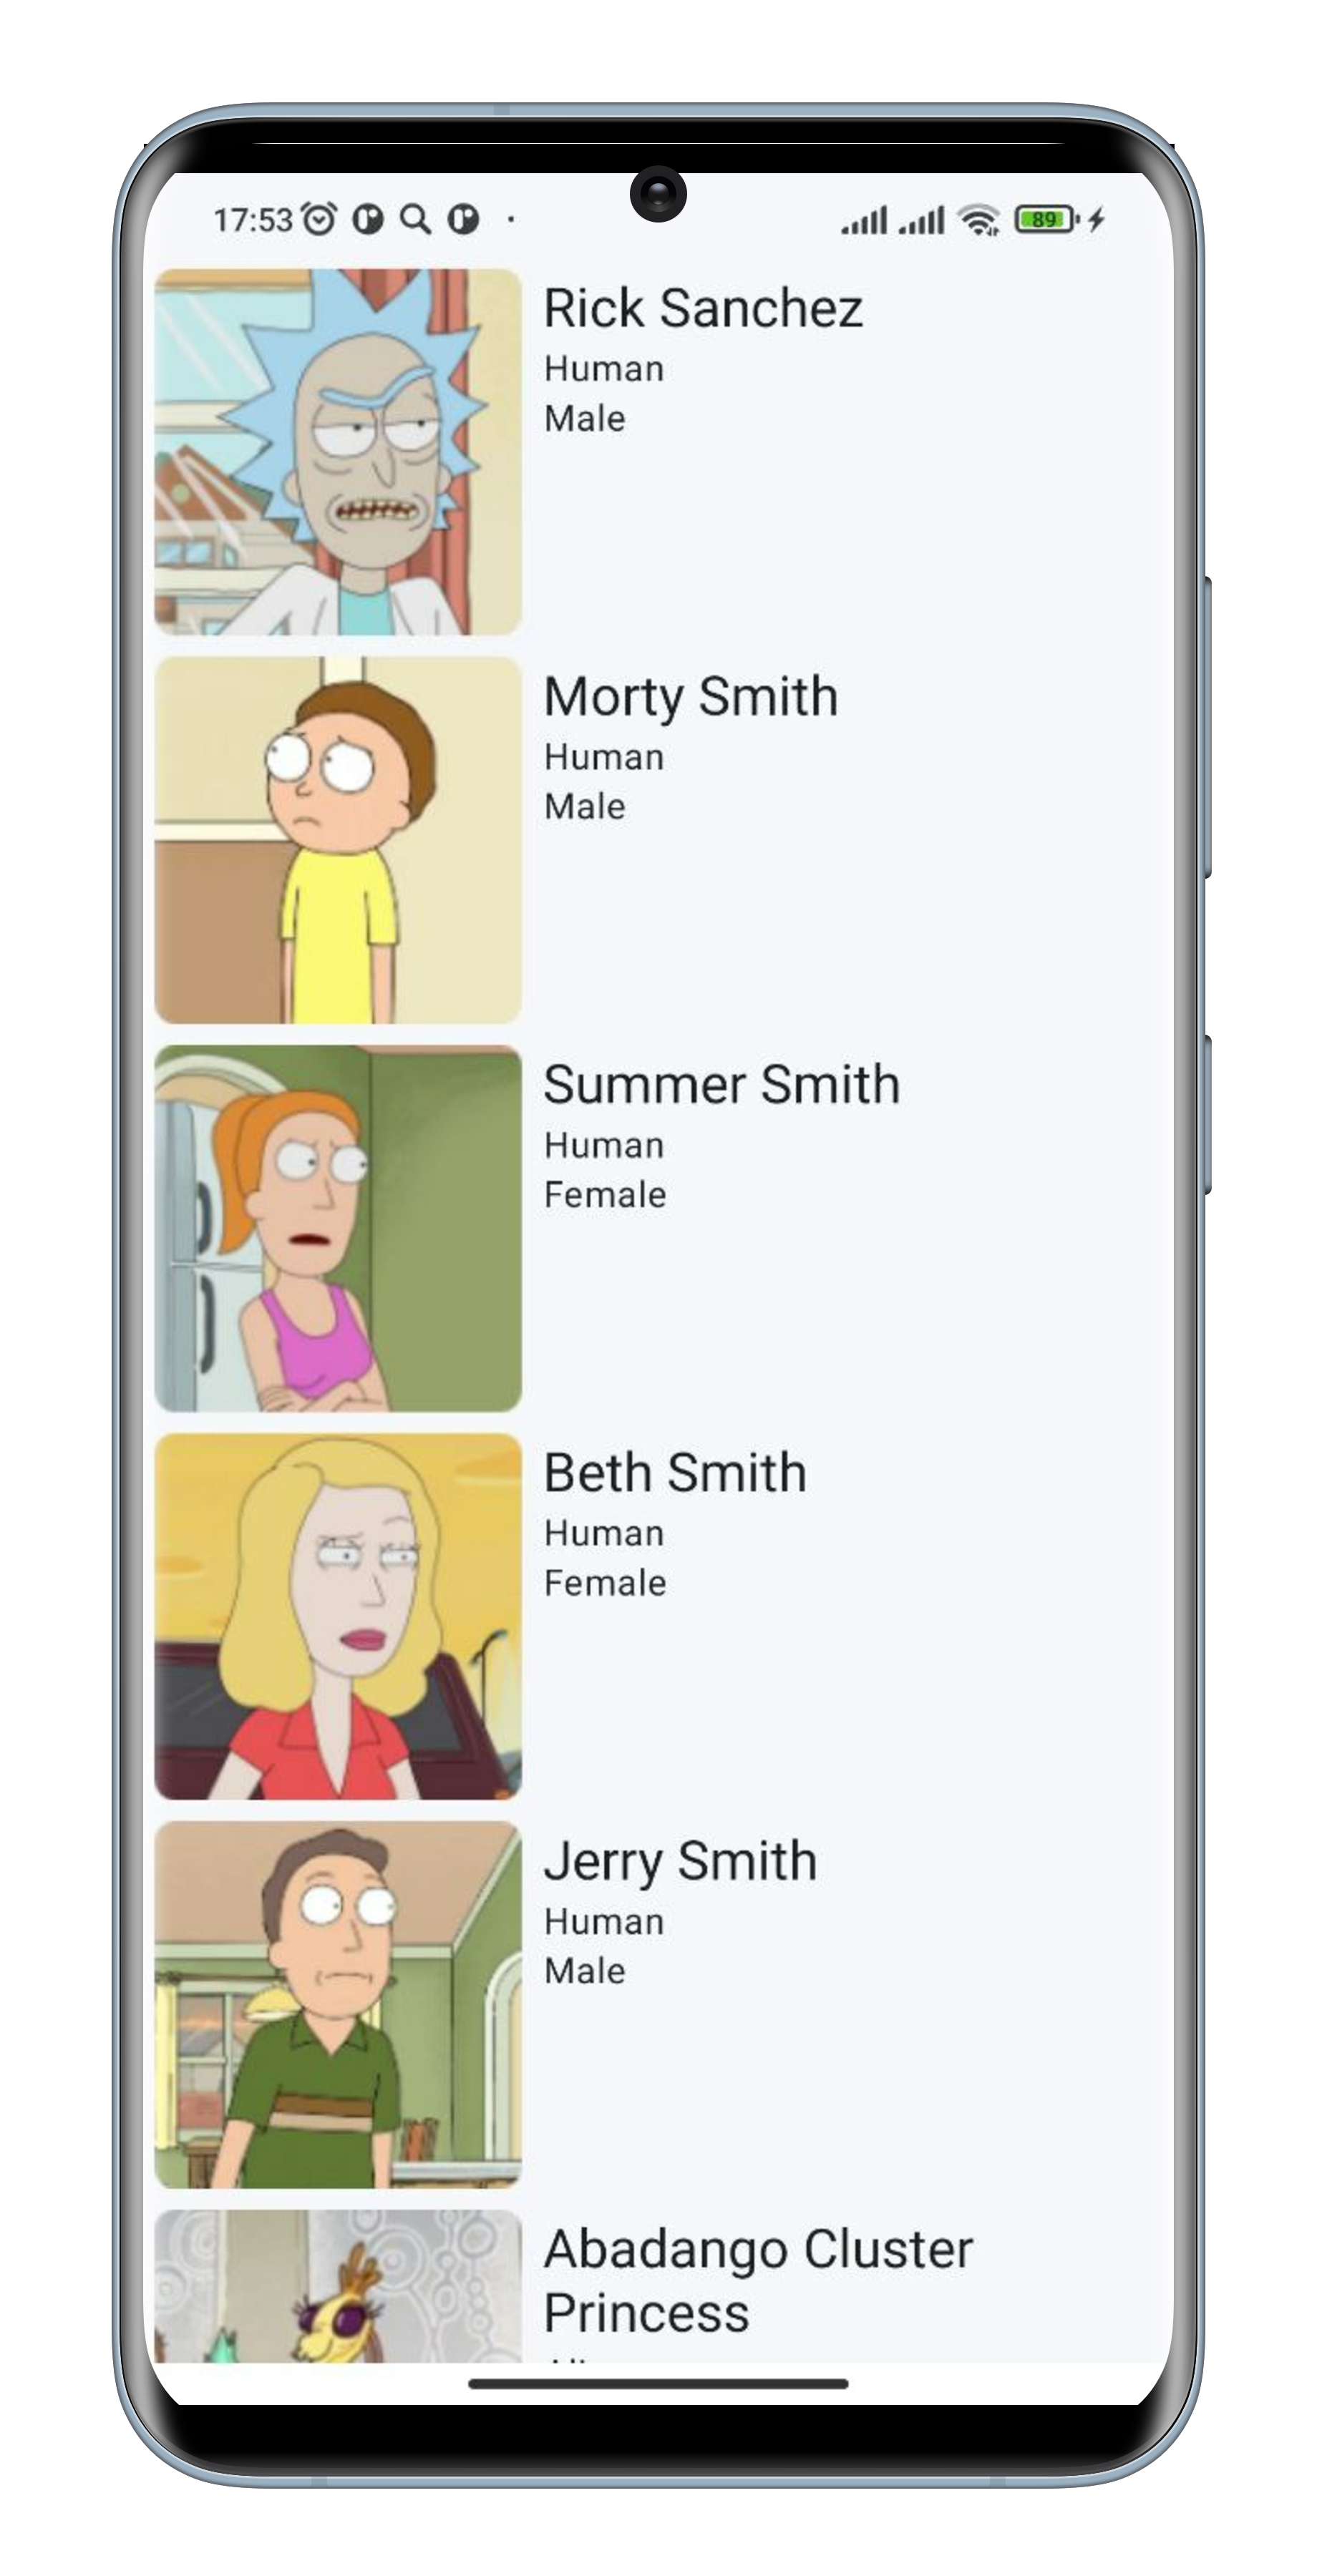 17:53
89
Rick Sanchez
Human
Male
Morty Smith
Human
Male
Summer Smith
Human
Female
Beth Smith
Human
Female
Jerry Smith
Human
Male
Abadango Cluster
Princess